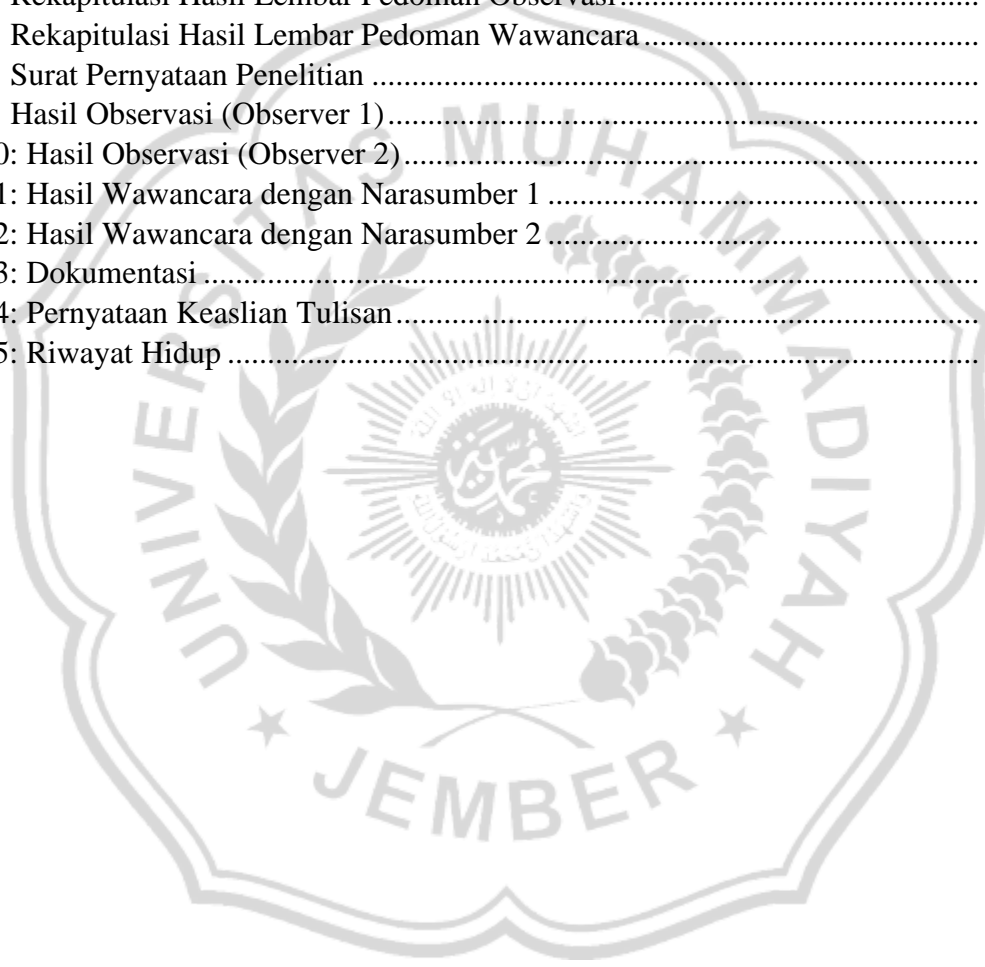 Rekapitulasi Hasil Lembar Pedoman Observasi
Rekapitulasi Hasil Lembar Pedoman Wawancara
Surat Pernyataan Penelitian
Hasil Observasi (Observer 1)
0: Hasil Observasi (Observer 2)
1: Hasil Wawancara dengan Narasumber 1
2: Hasil Wawancara dengan Narasumber 2
3: Dokumentasi
4: Pernyataan Keaslian Tulisan
5: Riwayat Hidup
UNIVERSITAS MUHAMMADIYAH
JEMBER